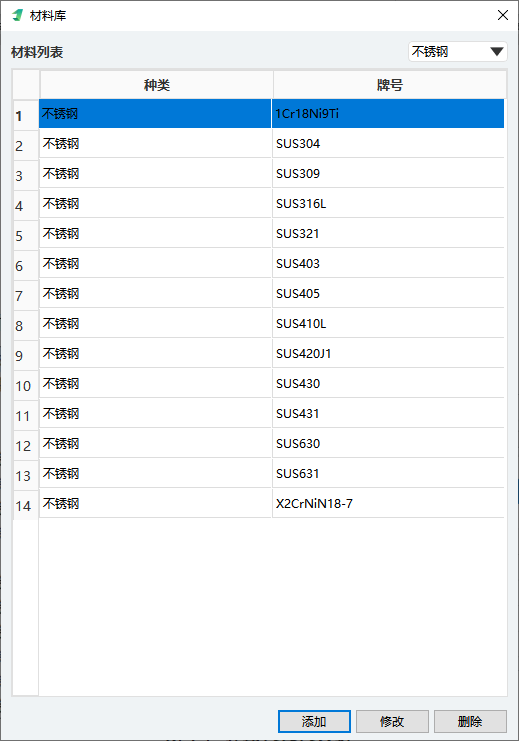 材料库
材料列表 不锈钢
种类 牌号
1 不锈钢 1Cr18Ni9Ti
2 不锈钢 SUS304
3 不锈钢 SUS309
4 不锈钢 SUS316L
5 不锈钢 SUS321
6 不锈钢 SUS403
7 不锈钢 SUS405
8 不锈钢 SUS410L
9 不锈钢 SUS420J1
10 不锈钢 SUS430
11 不锈钢 SUS431
12 不锈钢 SUS630
13 不锈钢 SUS631
14 不锈钢 X2CrNiN18-7
添加 修改 删除